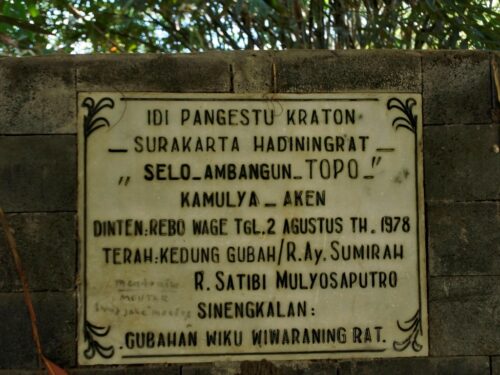 IDI PANGESTU KRATON
SURAKARTA HADININGRAT
„ SELO_AMBANGUN_TOPO_"
KAMULYA_AKEN
DINTEN:REBO WAGE TGL.2 AGUSTUS TH. 1978
TERAH:KEDUNG GUBAH/R.AY. SUMIRAH
R. SATIBI MULYOSAPUTRO
SINENGKALAN:
GUBAHAN WIKU WIWARANING RAT.